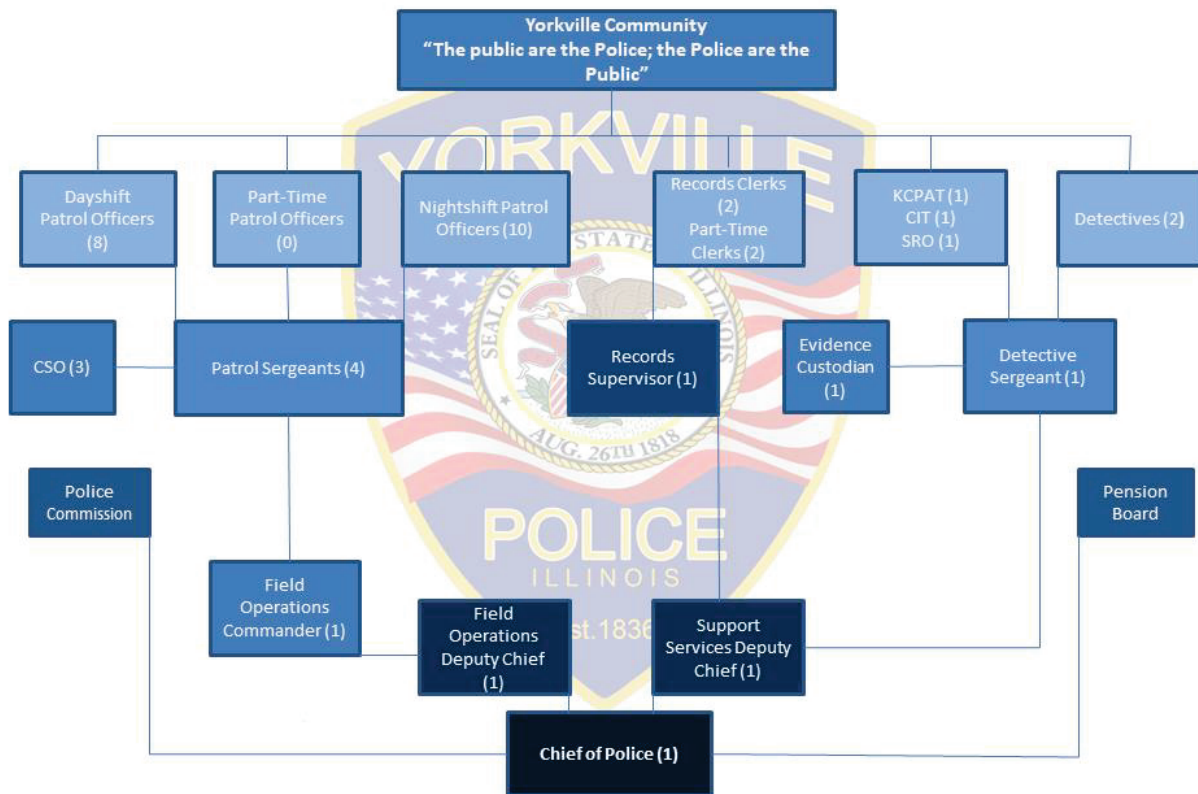 Yorkville Community
“The public are the Police; the Police are the
Public”
Dayshift
Patrol Officers
(8)
Part-Time
Patrol Officers
(0)
Nightshift Patrol
Officers (10)
Records Clerks
(2)
Part-Time
Clerks (2)
KCPAT (1)
CIT (1)
SRO (1)
Detectives (2)
CSO (3)
Patrol Sergeants (4)
Records
Supervisor (1)
Evidence
Custodian
(1)
Detective
Sergeant (1)
Police
Commission
Pension
Board
Field
Operations
Commander (1)
Field
Operations
Deputy Chief
(1)
Support
Services Deputy
Chief (1)
Chief of Police (1)
YORKVILLE
SEAL OF STATE ILLINOIS
AUG. 26TH 1818
POLICE
ILLINOIS
st.1836